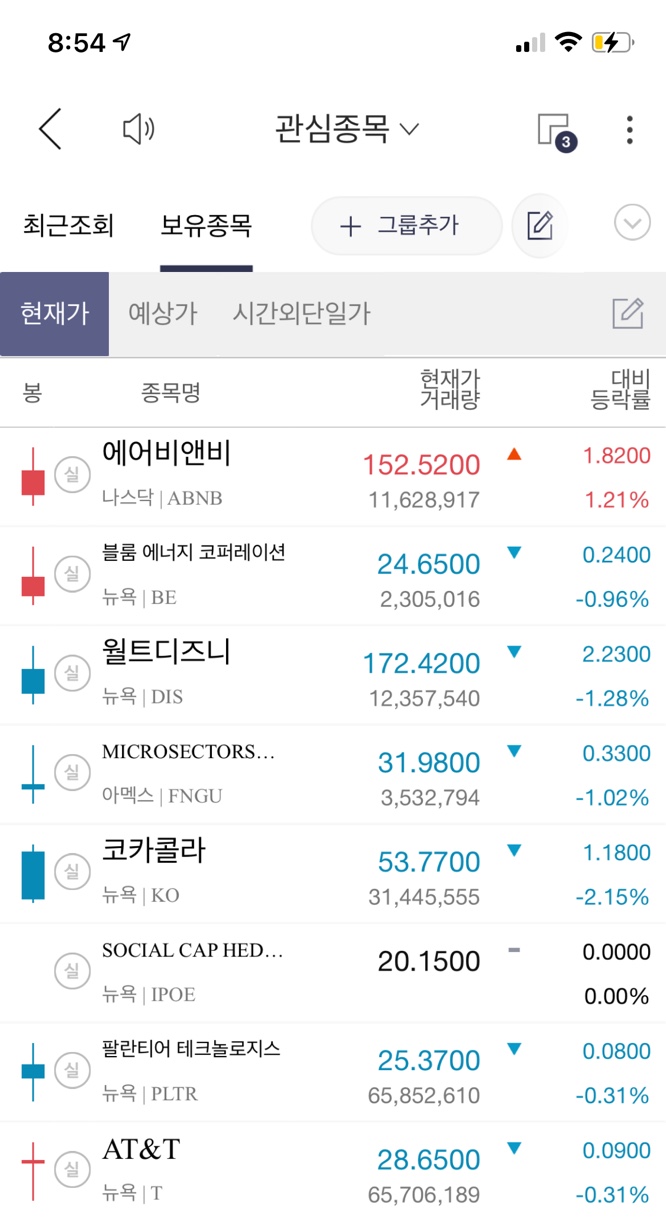 8:54
관심종목
3
최근조회 보유종목 + 그룹추가
현재가 예상가 시간외단일가
봉 종목명 현재가 대비
거래량 등락률
실 에어비앤비 152.5200 ▲ 1.8200
나스닥 | ABNB 11,628,917 1.21%
실 블룸 에너지 코퍼레이션 24.6500 ▼ 0.2400
뉴욕 | BE 2,305,016 -0.96%
실 월트디즈니 172.4200 ▼ 2.2300
뉴욕 | DIS 12,357,540 -1.28%
실 MICROSECTORS… 31.9800 ▼ 0.3300
아멕스 | FNGU 3,532,794 -1.02%
실 코카콜라 53.7700 ▼ 1.1800
뉴욕 | KO 31,445,555 -2.15%
실 SOCIAL CAP HED… 20.1500 - 0.0000
뉴욕 | IPOE 0.00%
실 팔란티어 테크놀로지스 25.3700 ▼ 0.0800
뉴욕 | PLTR 65,852,610 -0.31%
실 AT&T 28.6500 ▼ 0.0900
뉴욕 | T 65,706,189 -0.31%